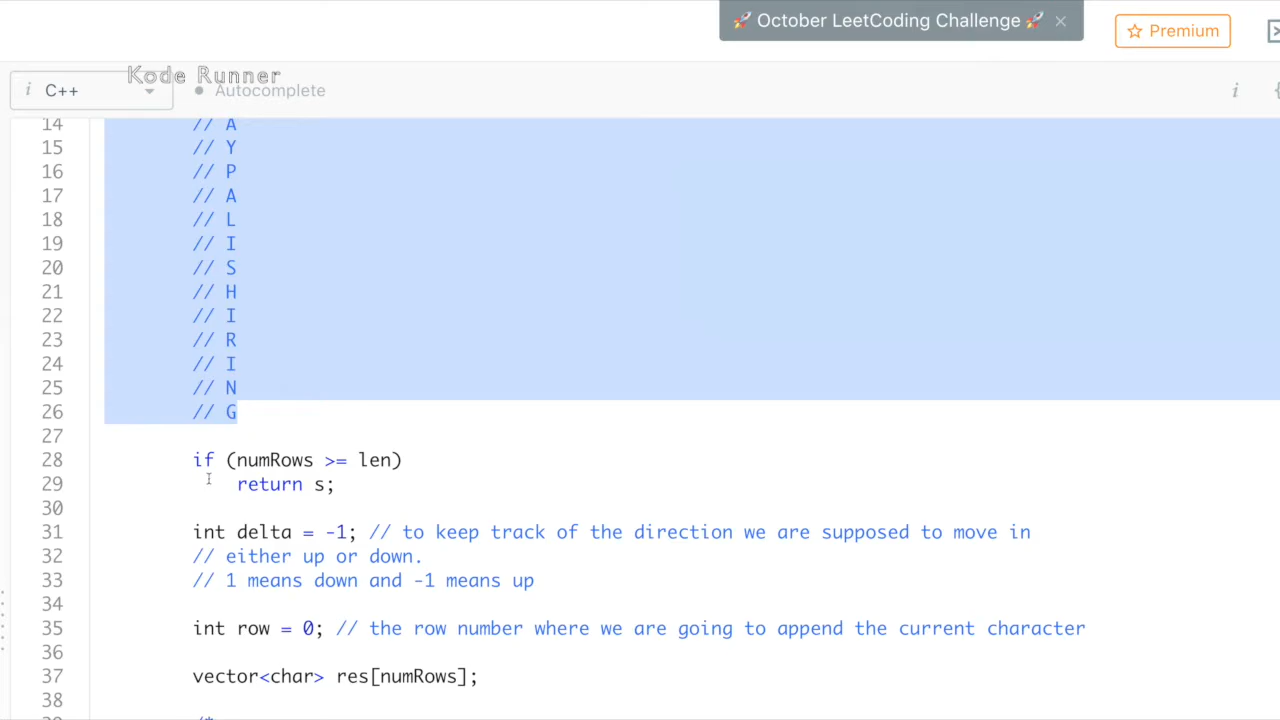 🚀 October LeetCoding Challenge 🚀 ×
Premium
Kode Runner
i C++ Autocomplete i {
14 // A
15 // Y
16 // P
17 // A
18 // L
19 // I
20 // S
21 // H
22 // I
23 // R
24 // I
25 // N
26 // G
27
28 if (numRows >= len)
29 return s;
30
31 int delta = -1; // to keep track of the direction we are supposed to move in
32 // either up or down.
33 // 1 means down and -1 means up
34
35 int row = 0; // the row number where we are going to append the current character
36
37 vector<char> res[numRows];
38
39 /*